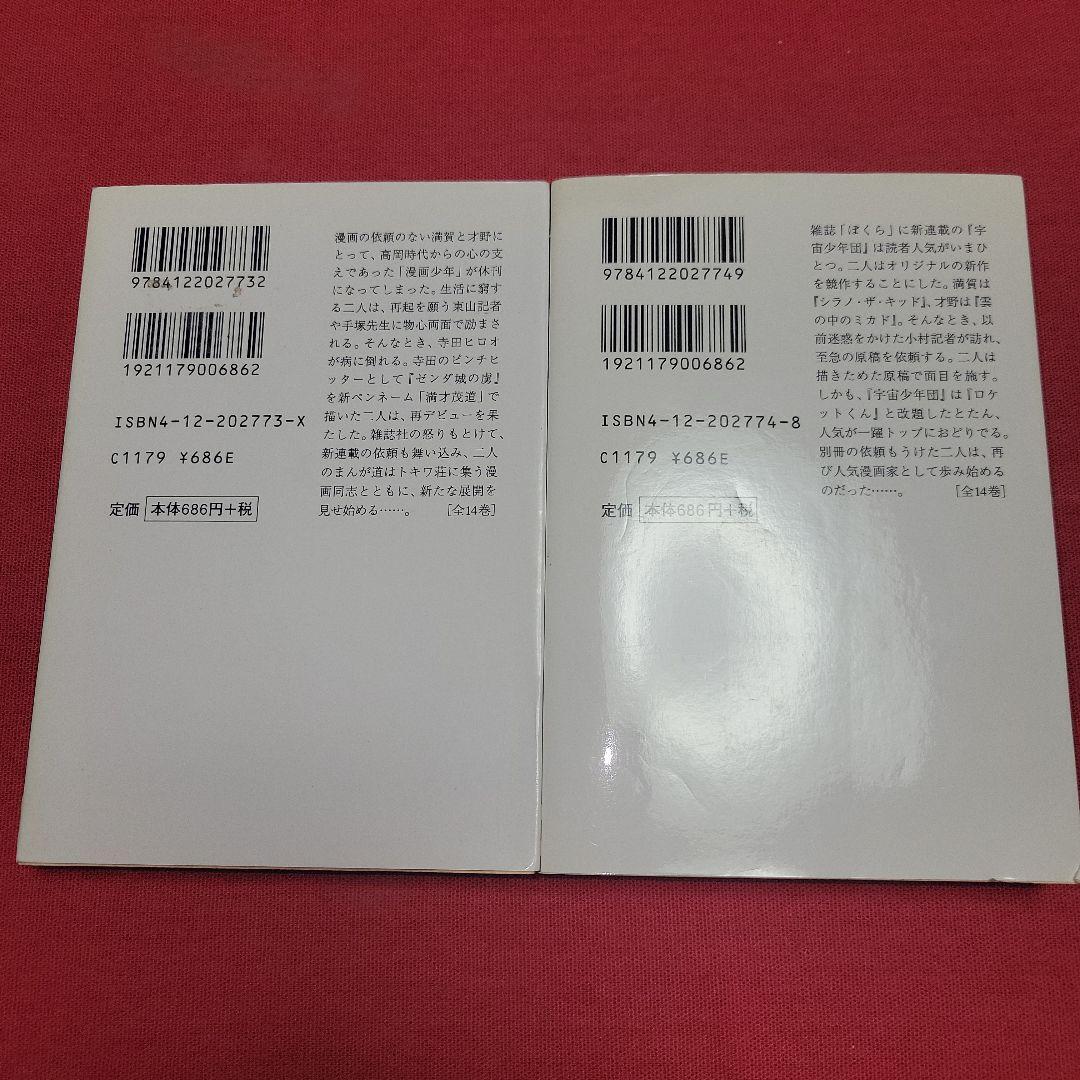 9784122027732
1921179006862
ISBN4-12-202773-X
C1179 ¥686E
定価 本体686円+税
漫画の依頼のない満賀と才野に
とって、高岡時代からの心の支
えであった「漫画少年」が休刊
になってしまった。生活に窮す
る二人は、再起を願う東山記者
や手塚先生に物心両面で励まさ
れる。そんなとき、寺田ヒロオ
が病に倒れる。寺田のピンチヒ
ッターとして『ゼンダ城の虜』
を新ペンネーム「満才茂道」で
描いた二人は、再デビューを果
たした。雑誌社の怒りもとけて、
新連載の依頼も舞い込み、二人
のまんが道はトキワ荘に集う漫
画同志とともに、新たな展開を
見せ始める……。 [全14巻]
9784122027749
1921179006862
ISBN4-12-202774-8
C1179 ¥686E
定価 本体686円+税
雑誌「ぼくら」に新連載の『宇
宙少年団』は読者人気がいまひ
とつ。二人はオリジナルの新作
を競作することにした。満賀は
『シラノ・ザ・キッド』、才野は『雲
の中のミカド』。そんなとき、以
前迷惑をかけた小村記者が訪れ、
至急の原稿を依頼する。二人は
描きためた原稿で面目を施す。
しかも、『宇宙少年団』は『ロケ
ットくん』と改題したとたん、
人気が一躍トップにおどりでる。
別冊の依頼もうけた二人は、再
び人気漫画家として歩み始める
のだった……。 [全14巻]